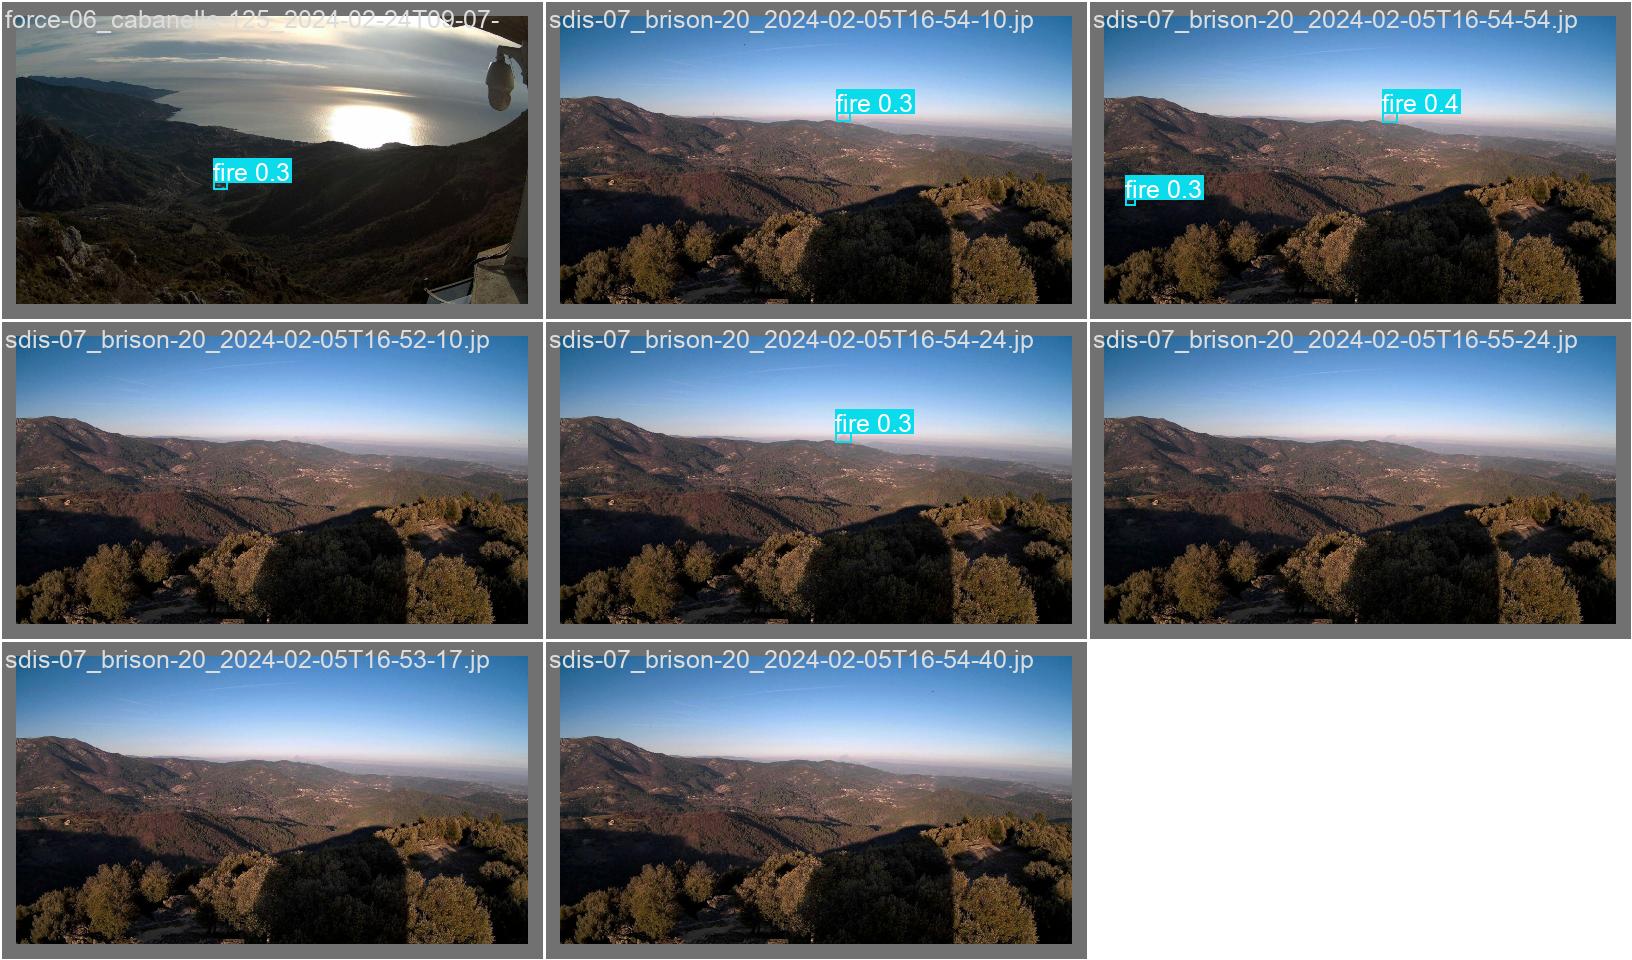 force-06_cabanelle-125_2024-02-24T09-07-
fire 0.3
sdis-07_brison-20_2024-02-05T16-54-10.jp
fire 0.3
sdis-07_brison-20_2024-02-05T16-54-54.jp
fire 0.4
fire 0.3
sdis-07_brison-20_2024-02-05T16-52-10.jp
sdis-07_brison-20_2024-02-05T16-54-24.jp
fire 0.3
sdis-07_brison-20_2024-02-05T16-55-24.jp
sdis-07_brison-20_2024-02-05T16-53-17.jp
sdis-07_brison-20_2024-02-05T16-54-40.jp